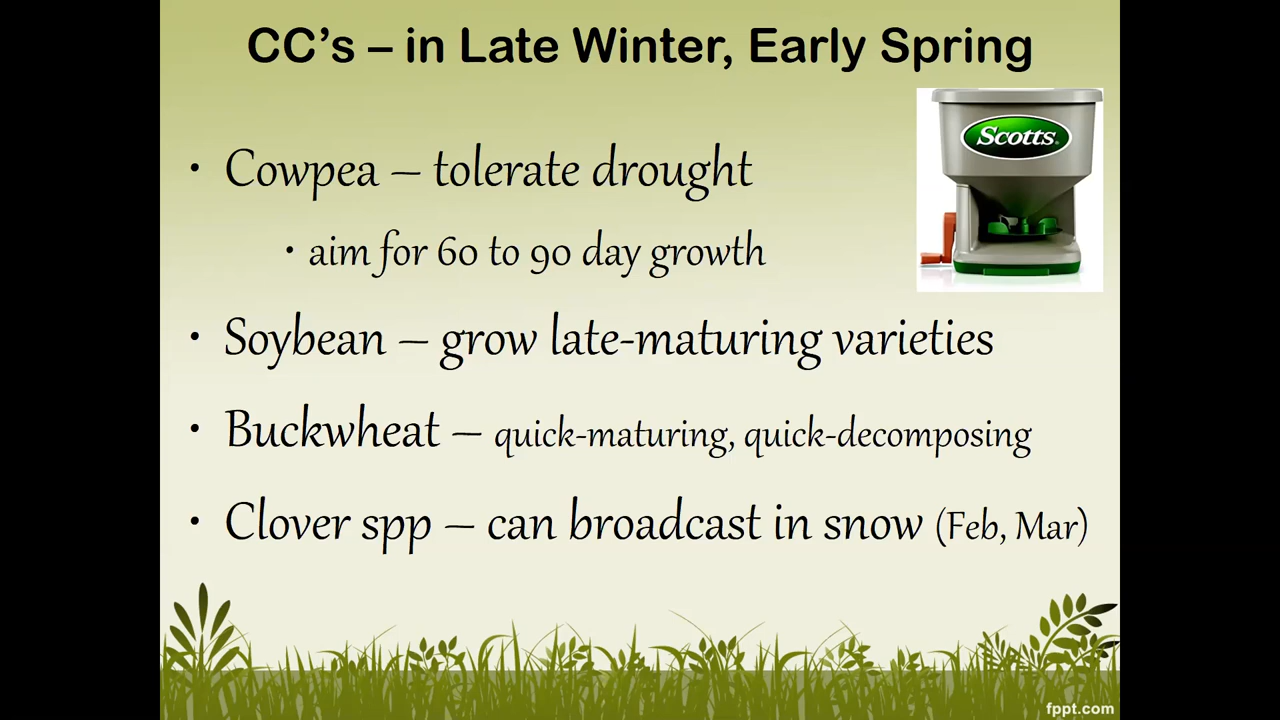 CC's – in Late Winter, Early Spring
Scotts
• Cowpea – tolerate drought
• aim for 60 to 90 day growth
• Soybean – grow late-maturing varieties
• Buckwheat – quick-maturing, quick-decomposing
• Clover spp – can broadcast in snow (Feb, Mar)
fppt.com